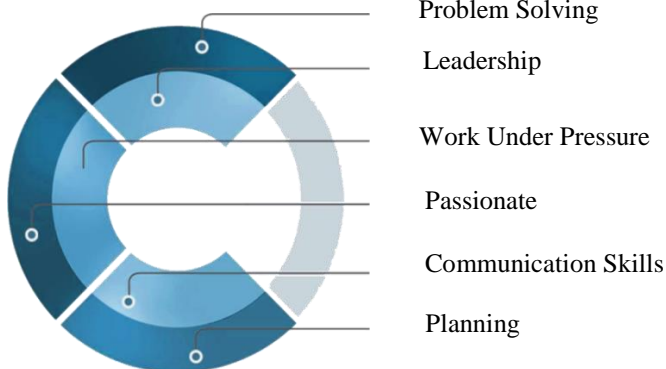 Problem Solving
Leadership
Work Under Pressure
Passionate
Communication Skills
Planning